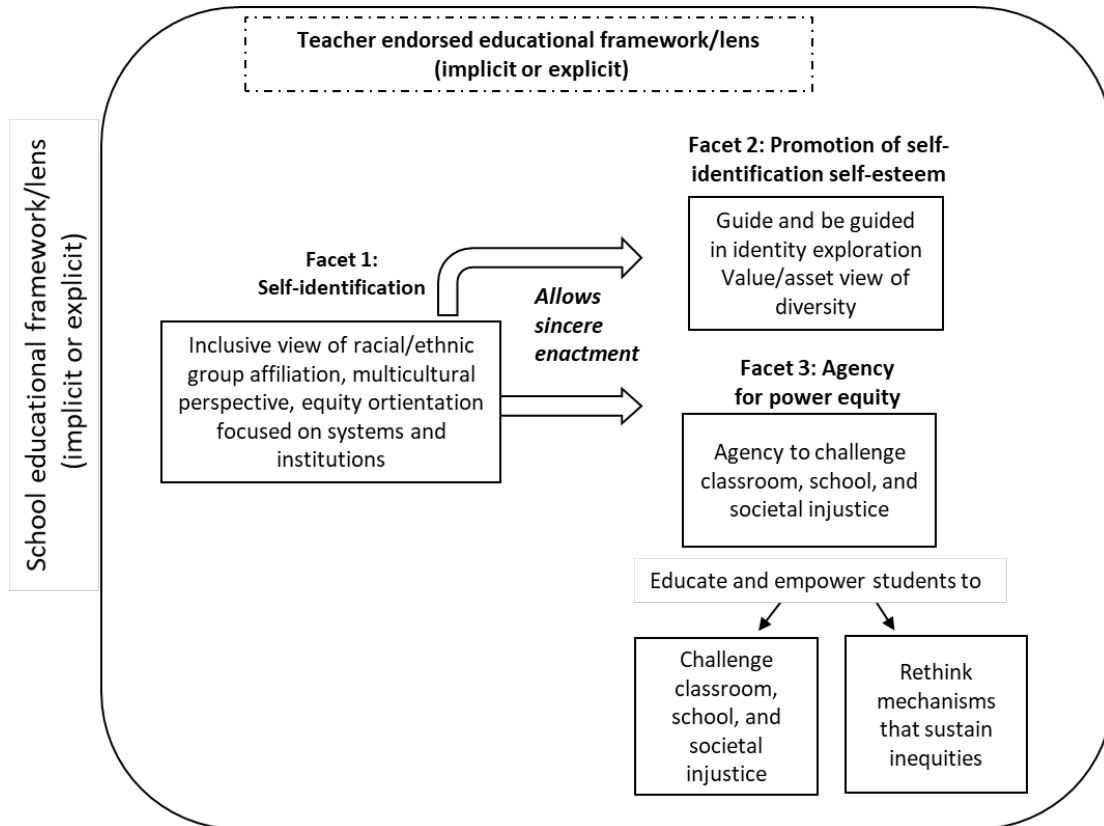 Teacher endorsed educational framework/lens
(implicit or explicit)
School educational framework/lens
(implicit or explicit)
Facet 1:
Self-identification
Inclusive view of racial/ethnic
group affiliation, multicultural
perspective, equity ortientation
focused on systems and
institutions
Allows
sincere
enactment
Facet 2: Promotion of self-
identification self-esteem
Guide and be guided
in identity exploration
Value/asset view of
diversity
Facet 3: Agency
for power equity
Agency to challenge
classroom, school, and
societal injustice
Educate and empower students to
Challenge
classroom,
school, and
societal
injustice
Rethink
mechanisms
that sustain
inequities